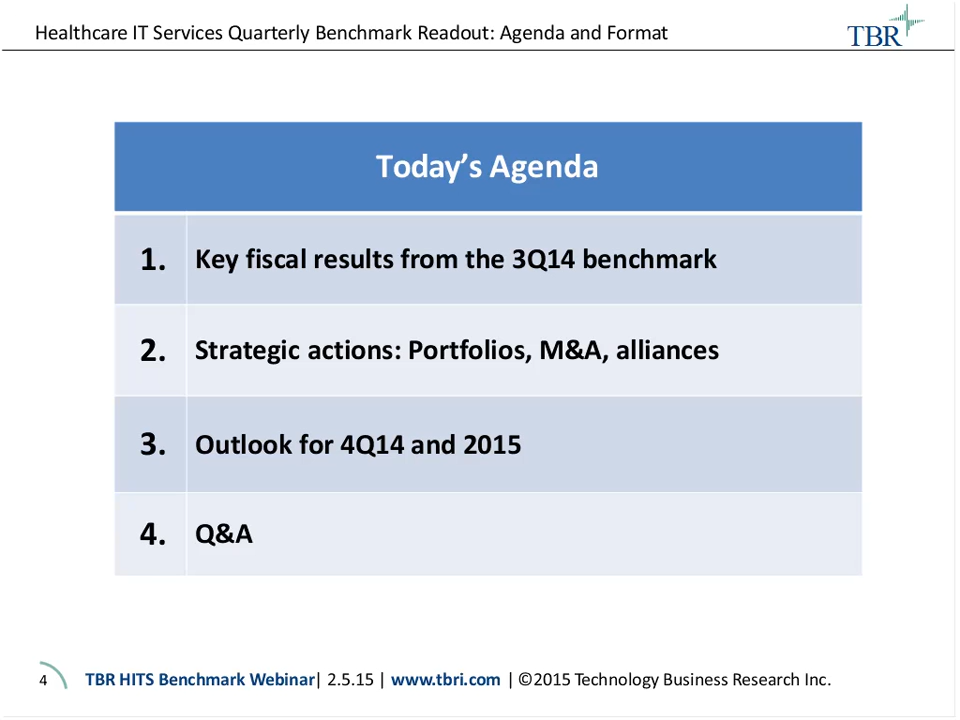 Healthcare IT Services Quarterly Benchmark Readout: Agenda and Format
TBR
Today’s Agenda
1. Key fiscal results from the 3Q14 benchmark
2. Strategic actions: Portfolios, M&A, alliances
3. Outlook for 4Q14 and 2015
4. Q&A
4 TBR HITS Benchmark Webinar| 2.5.15 | www.tbri.com | ©2015 Technology Business Research Inc.